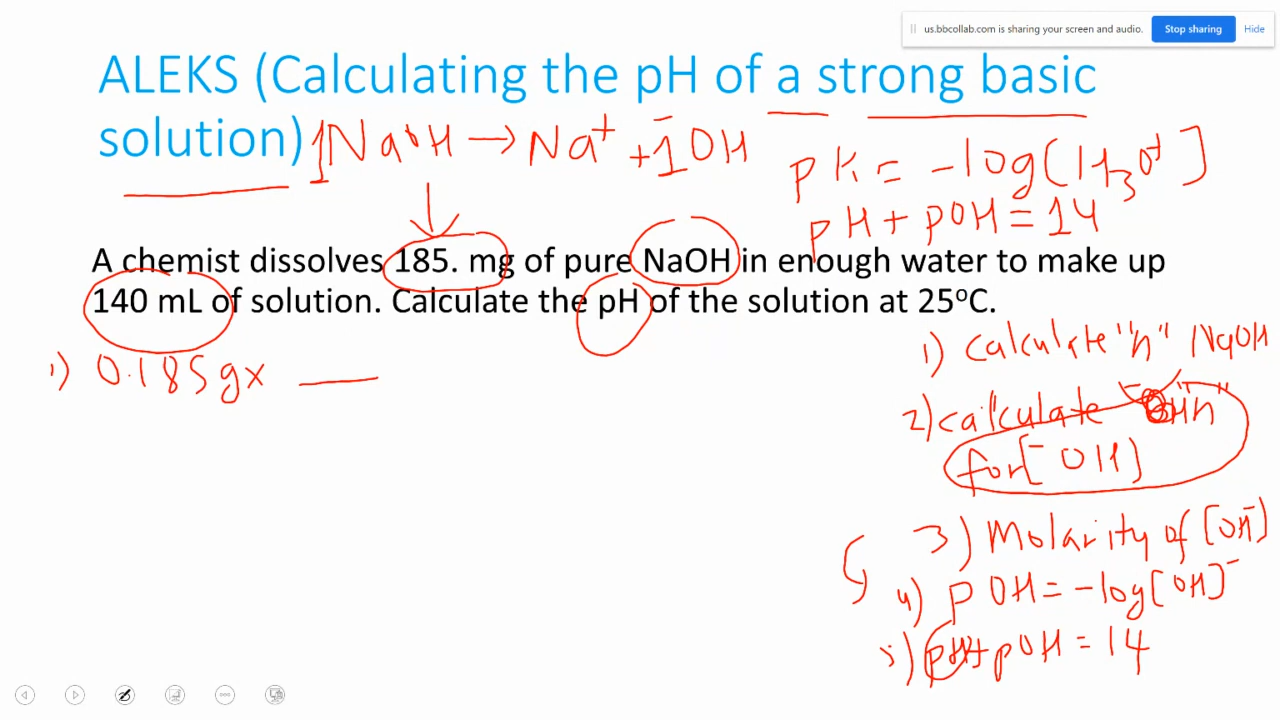 us.bbcollab.com is sharing your screen and audio. Stop sharing Hide
ALEKS (Calculating the pH of a strong basic
solution)
1NaOH → Na⁺ + 1⁻OH
pH = -log[H₃O⁺]
pH + pOH = 14
A chemist dissolves 185. mg of pure NaOH in enough water to make up
140 mL of solution. Calculate the pH of the solution at 25°C.
1) 0.185g x
1) Calculate "n" NaOH
2) calculate "n"
for [⁻OH]
3) Molarity of [OH⁻]
4) pOH = -log[OH]⁻
5) pH + pOH = 14